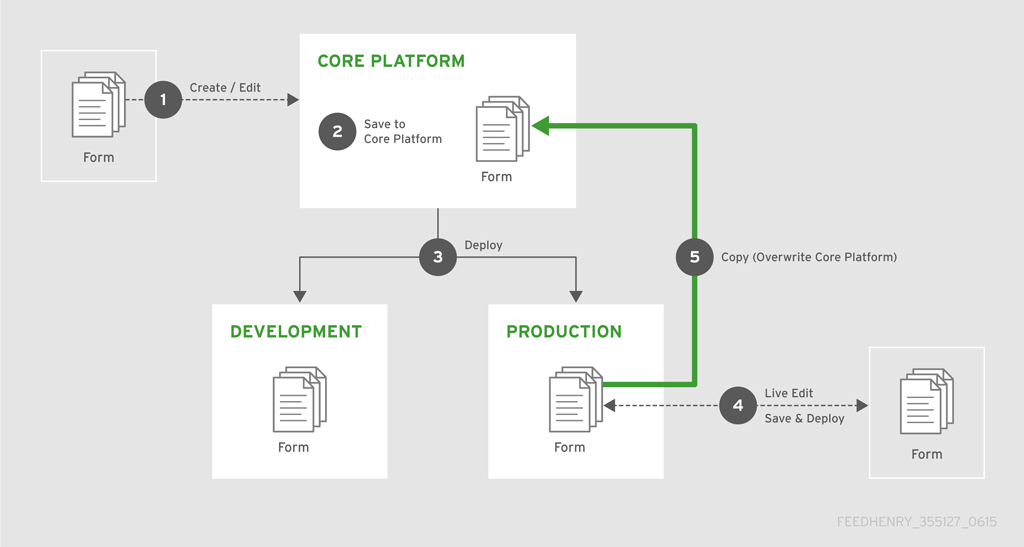 CORE PLATFORM
1
Create / Edit
Form
2
Save to
Core Platform
Form
3
Deploy
5
Copy (Overwrite Core Platform)
DEVELOPMENT
Form
PRODUCTION
Form
4
Live Edit
Save & Deploy
Form
FEEDHENRY_355127_0615